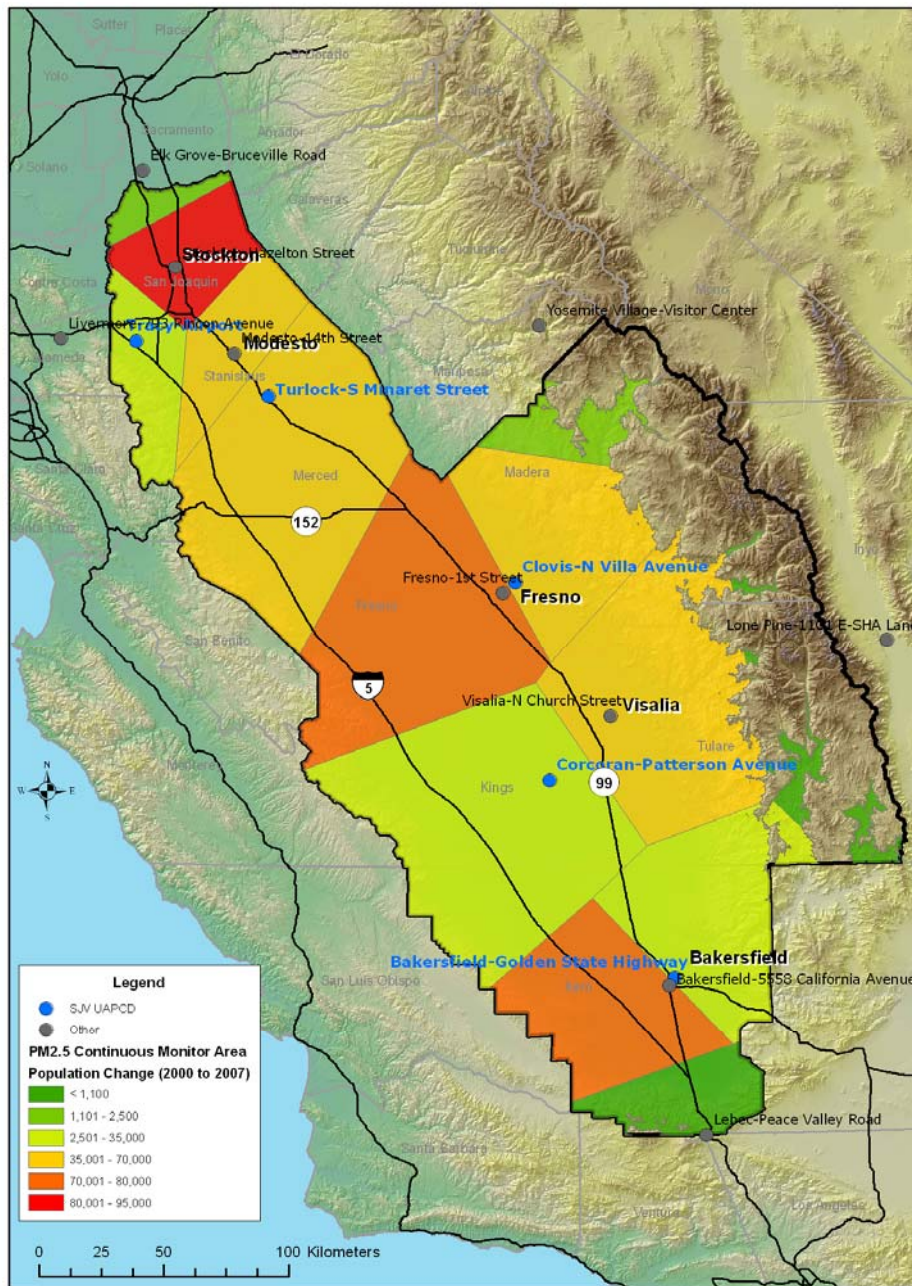 Sutter
Placer
El Dorado
Yolo
Sacramento
Amador
Alpine
Solano
Elk Grove-Bruceville Road
Calaveras
Stockton-Hazelton Street
Stockton
Tuolumne
Mono
Contra Costa
San Joaquin
Yosemite Village-Visitor Center
Livermore-793 Rincon Avenue
Tracy-Airport
Modesto-14th Street
Modesto
Alameda
Stanislaus
Mariposa
Turlock-S Minaret Street
Santa Clara
Merced
Madera
Santa Cruz
152
Inyo
Clovis-N Villa Avenue
Fresno-1st Street
Fresno
Fresno
San Benito
Lone Pine-1101 E-SHA Lane
5
Visalia-N Church Street
Visalia
Tulare
Monterey
N
W
E
S
Corcoran-Patterson Avenue
Kings
99
Bakersfield
Bakersfield-Golden State Highway
Bakersfield-5558 California Avenue
San Luis Obispo
Kern
Lebec-Peace Valley Road
Santa Barbara
Los Angeles
Ventura
Legend
SJV UAPCD
Other
PM2.5 Continuous Monitor Area
Population Change (2000 to 2007)
< 1,100
1,101 - 2,500
2,501 - 35,000
35,001 - 70,000
70,001 - 80,000
80,001 - 95,000
0 25 50 100 Kilometers